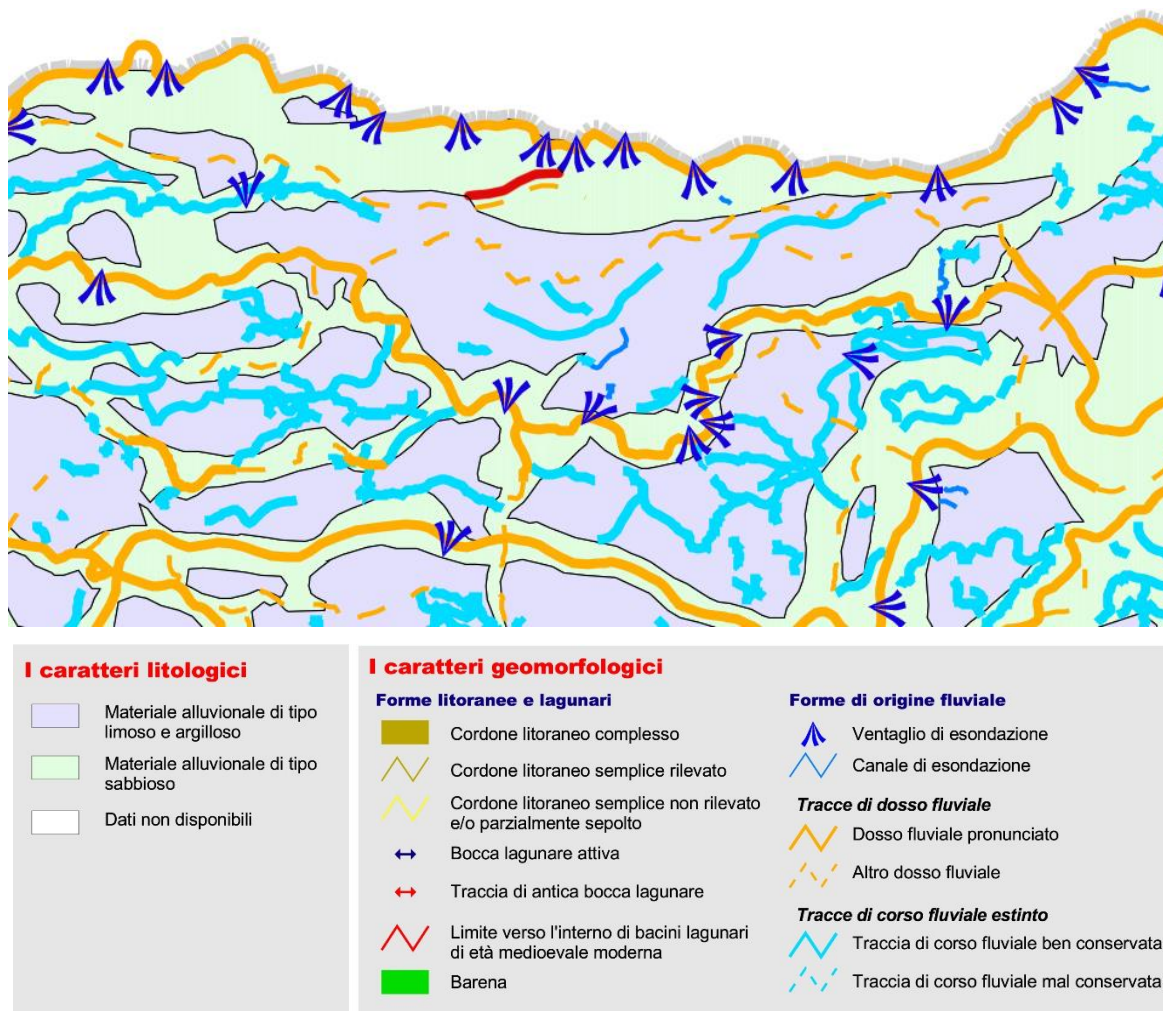 I caratteri litologici
Materiale alluvionale di tipo
limoso e argilloso
Materiale alluvionale di tipo
sabbioso
Dati non disponibili
I caratteri geomorfologici
Forme litoranee e lagunari
Cordone litoraneo complesso
Cordone litoraneo semplice rilevato
Cordone litoraneo semplice non rilevato
e/o parzialmente sepolto
Bocca lagunare attiva
Traccia di antica bocca lagunare
Limite verso l'interno di bacini lagunari
di età medioevale moderna
Barena
Forme di origine fluviale
Ventaglio di esondazione
Canale di esondazione
Tracce di dosso fluviale
Dosso fluviale pronunciato
Altro dosso fluviale
Tracce di corso fluviale estinto
Traccia di corso fluviale ben conservata
Traccia di corso fluviale mal conservata